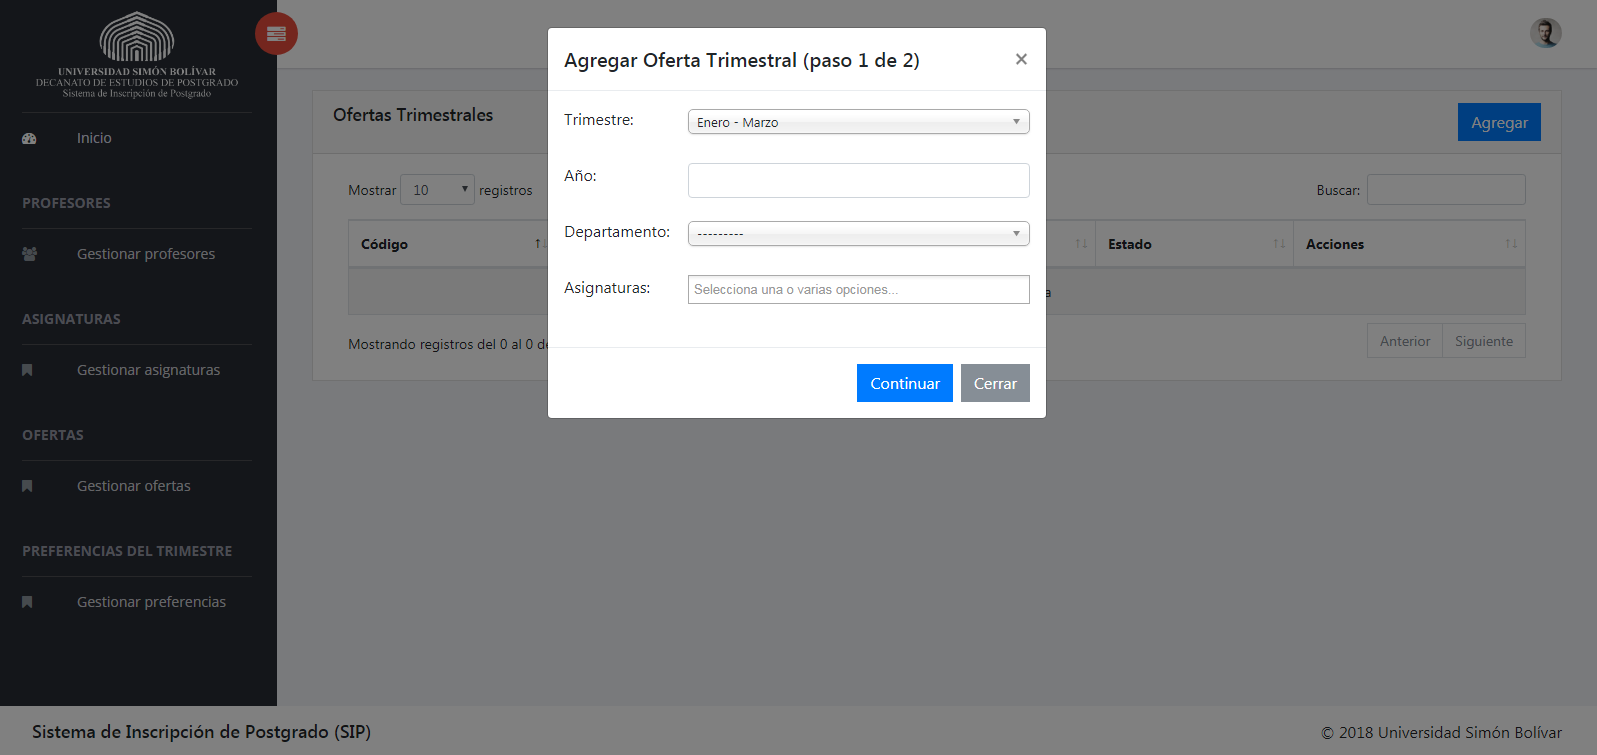 UNIVERSIDAD SIMÓN BOLÍVAR
DECANATO DE ESTUDIOS DE POSTGRADO
Sistema de Inscripción de Postgrado
Inicio
PROFESORES
Gestionar profesores
ASIGNATURAS
Gestionar asignaturas
OFERTAS
Gestionar ofertas
PREFERENCIAS DEL TRIMESTRE
Gestionar preferencias
Ofertas Trimestrales
Agregar
Mostrar 10 registros
Buscar:
Código
Estado
Acciones
a
Mostrando registros del 0 al 0 de
Anterior
Siguiente
Agregar Oferta Trimestral (paso 1 de 2)
×
Trimestre:
Enero - Marzo
Año:
Departamento:
---------
Asignaturas:
Selecciona una o varias opciones...
Continuar
Cerrar
Sistema de Inscripción de Postgrado (SIP)
© 2018 Universidad Simón Bolívar